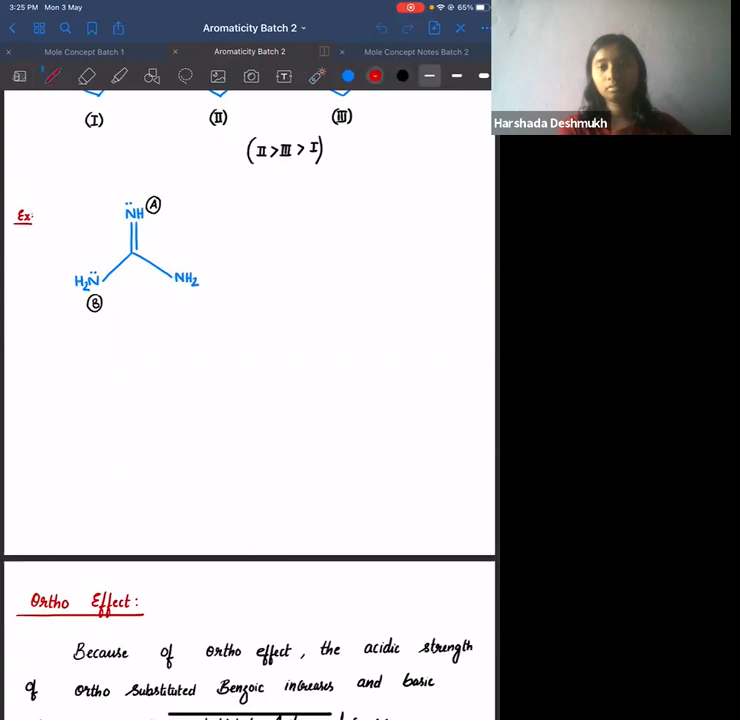 3:25 PM Mon 3 May
65%
Aromaticity Batch 2
Mole Concept Batch 1
Aromaticity Batch 2
Mole Concept Notes Batch 2
Harshada Deshmukh
(I) (II) (III)
(II > III > I)
Ex:
N̈H (A)
H₂N̈ NH₂
(B)
Ortho Effect:
Because of ortho effect, the acidic strength
of ortho substituted Benzoic increases and basic